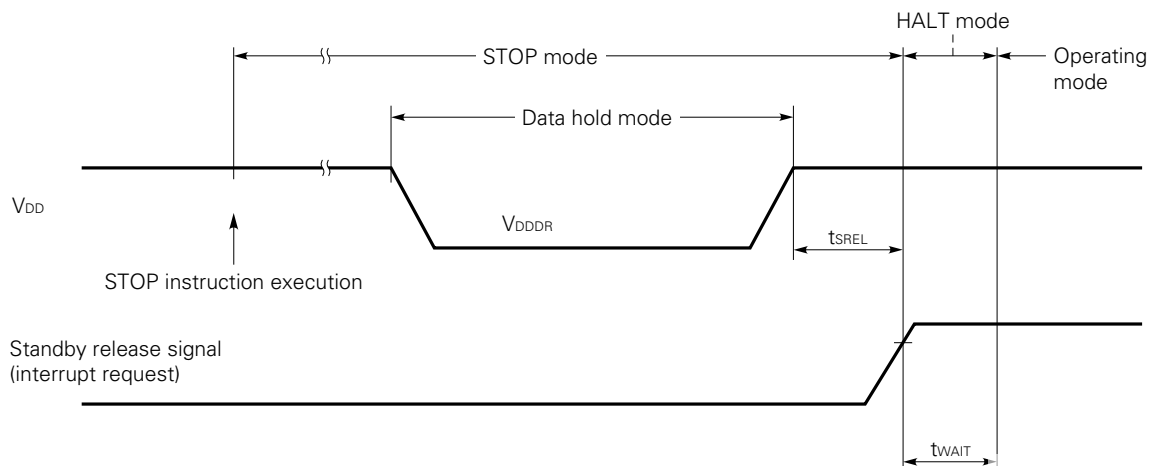 HALT mode
STOP mode
Operating
mode
Data hold mode
VDD
VDDDR
tSREL
STOP instruction execution
Standby release signal
(interrupt request)
tWAIT